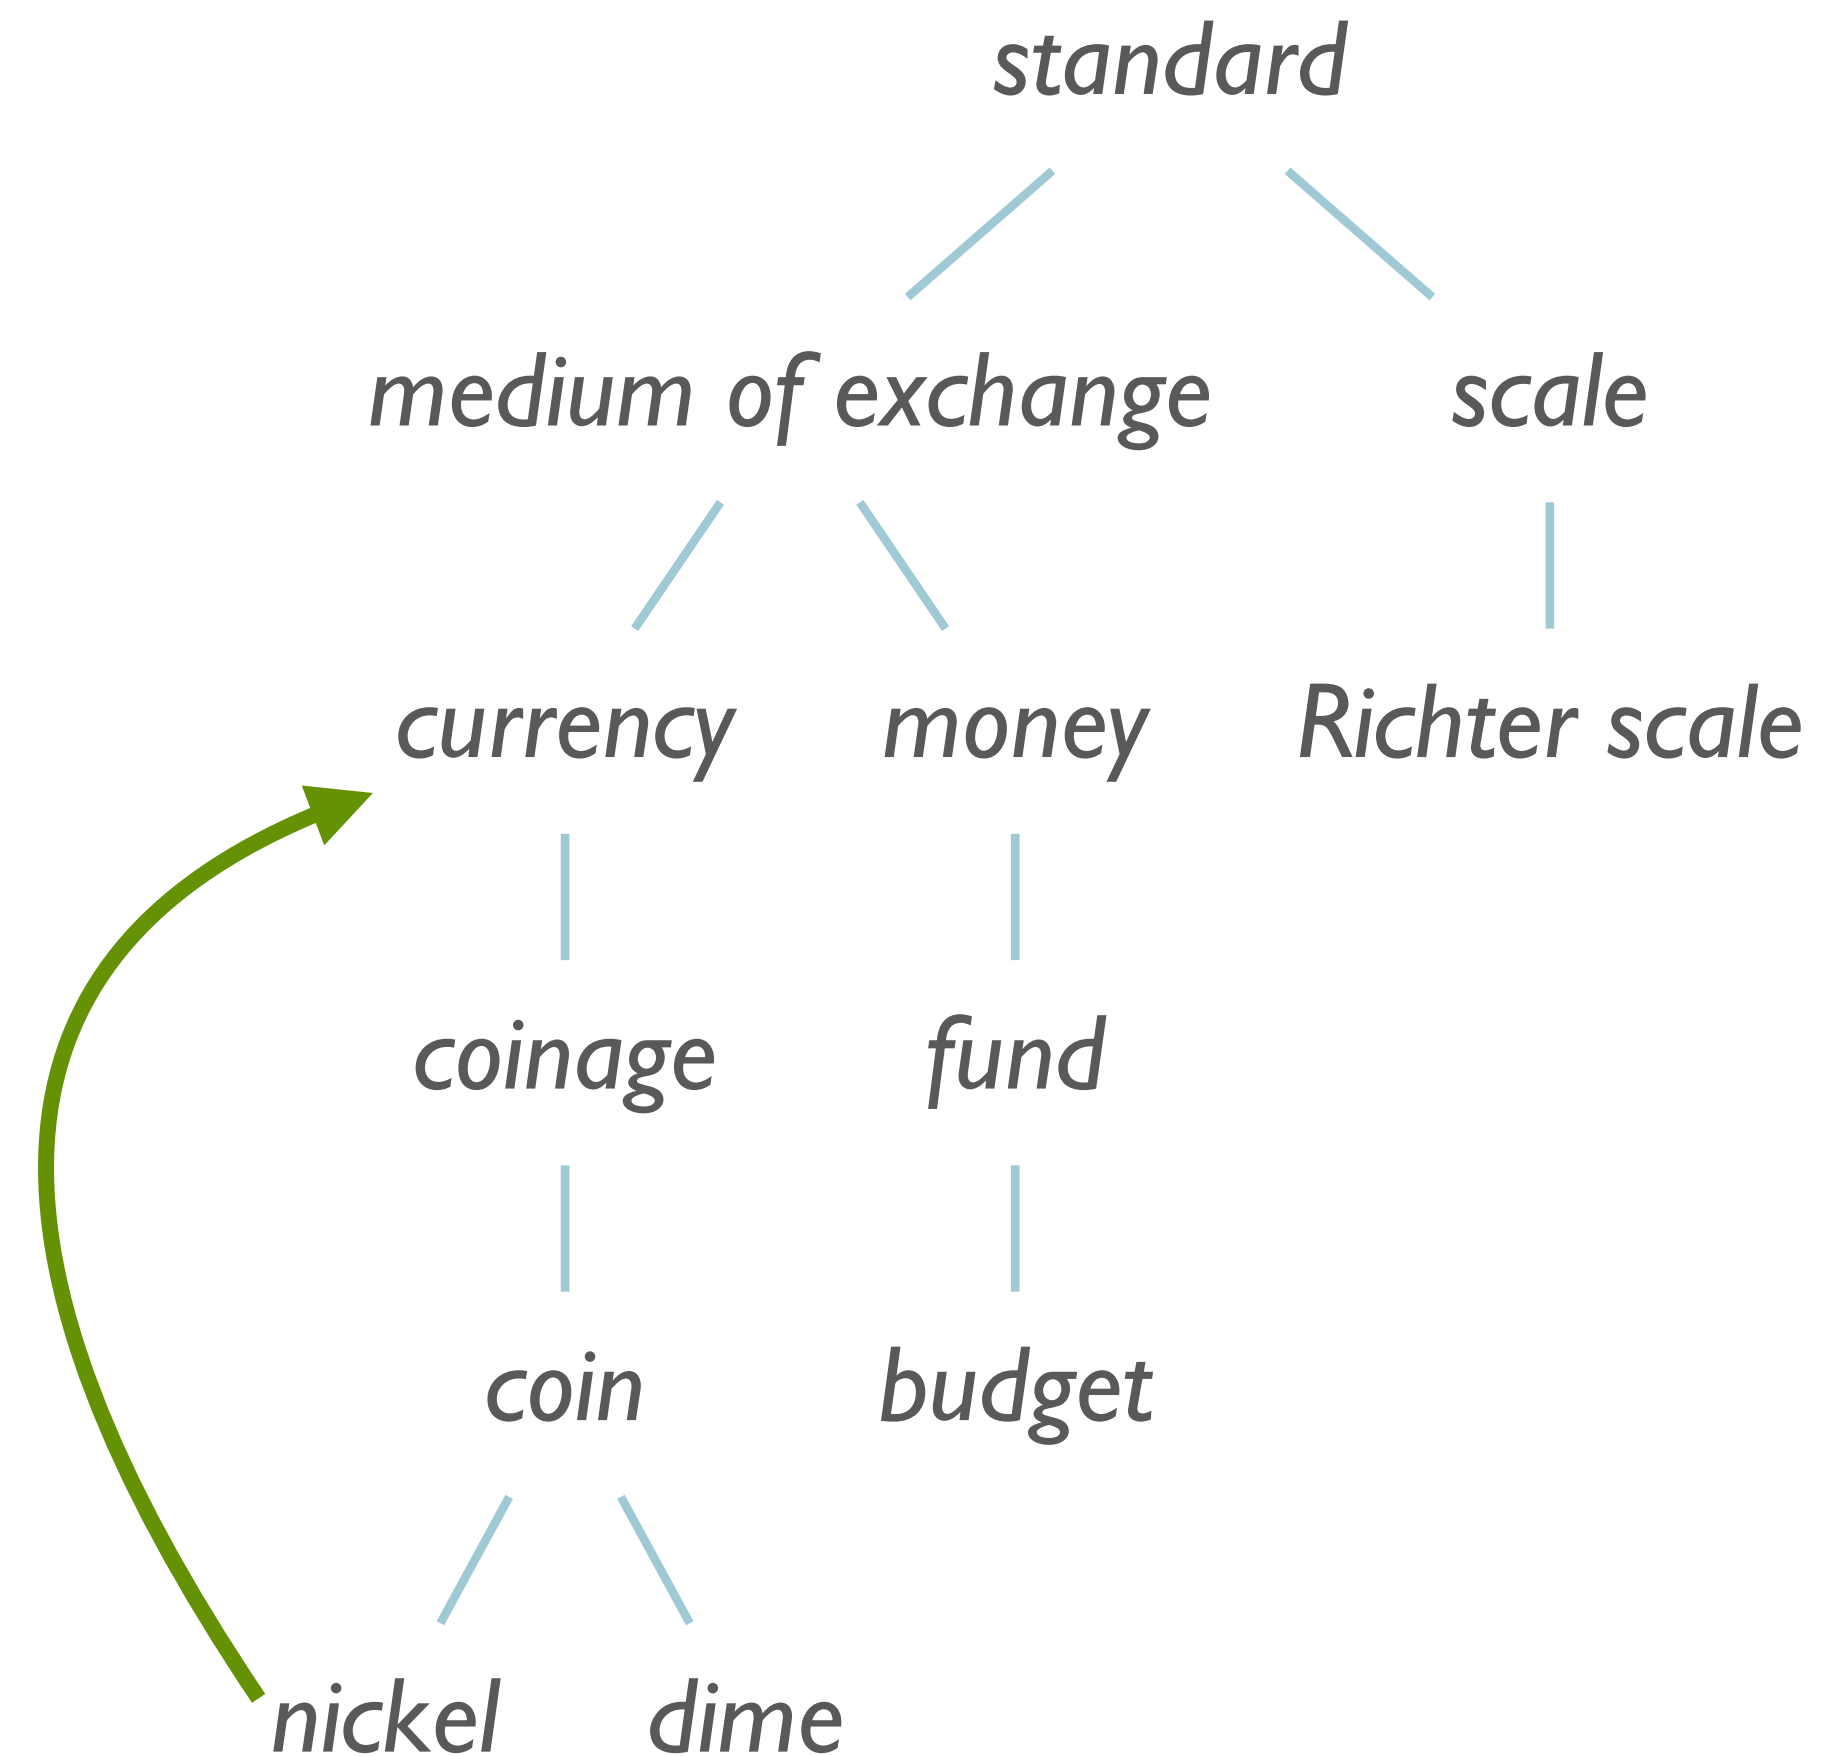 standard
medium of exchange scale
currency money Richter scale
coinage fund
coin budget
nickel dime